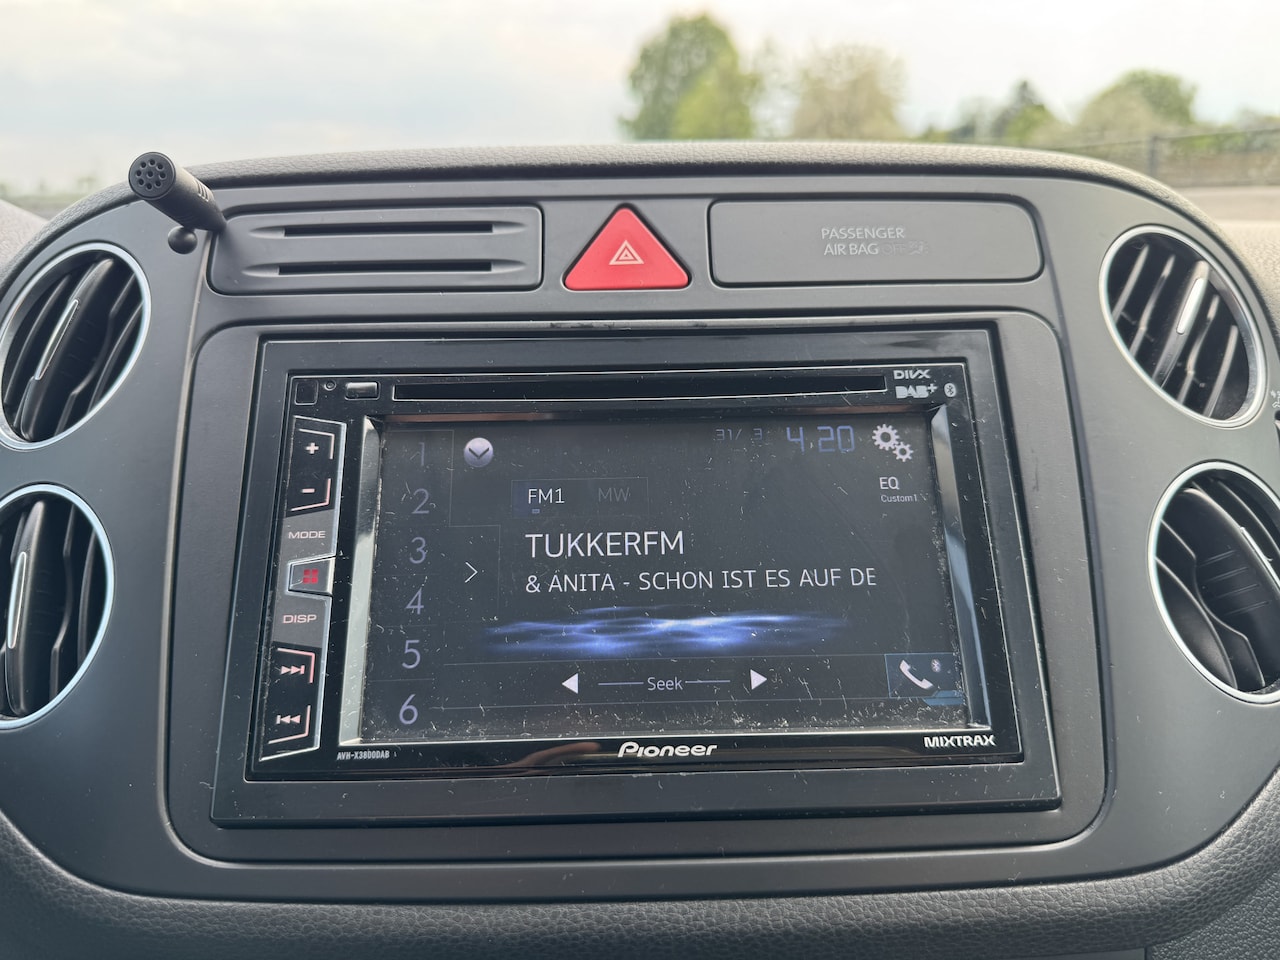 PASSENGER
AIR BAG OFF
DIVX
DAB+
31/ 3 4:20
EQ
Custom1
FM1 MW
TUKKERFM
& ANITA - SCHON IST ES AUF DE
Seek
1
2
3
4
5
6
+
-
MODE
DISP
AVH-X3800DAB
Pioneer
MIXTRAX